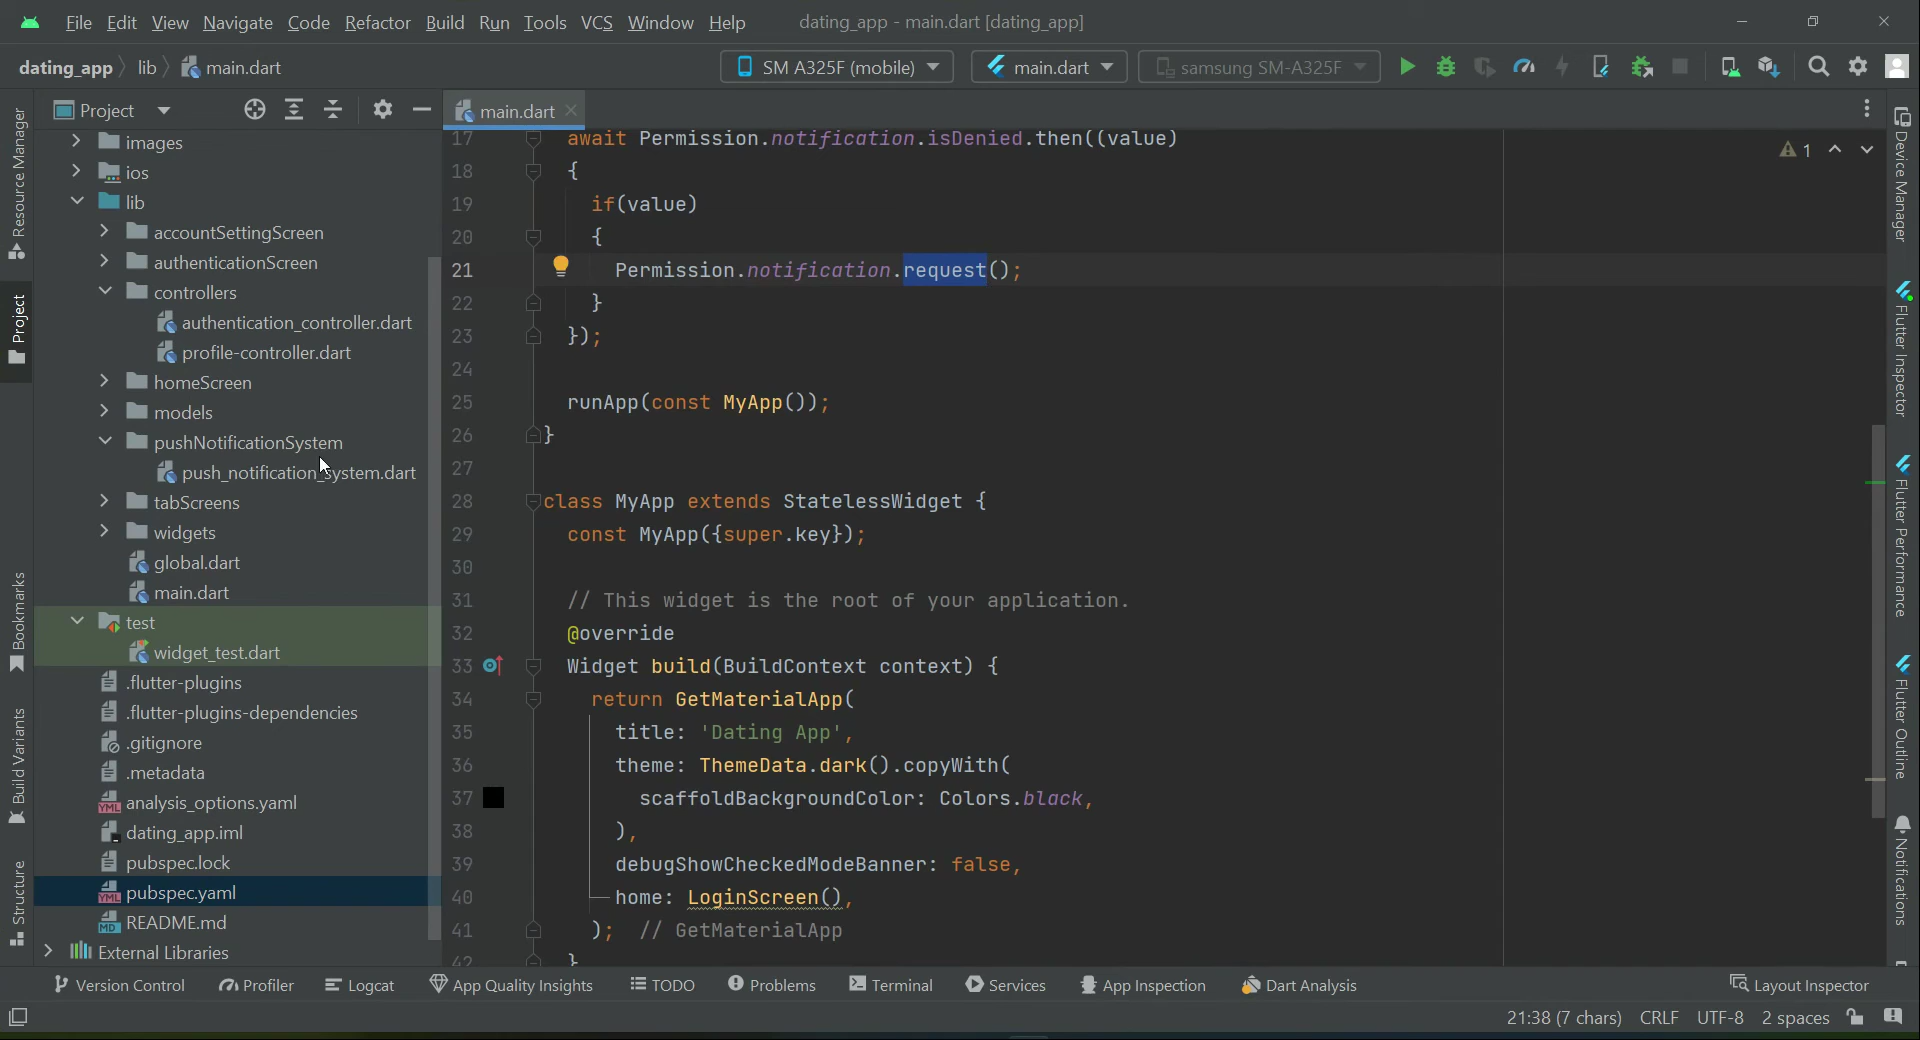 File Edit View Navigate Code Refactor Build Run Tools VCS Window Help dating_app - main.dart [dating_app]
dating_app lib main.dart SM A325F (mobile) main.dart samsung SM-A325F
Project main.dart
images
ios
lib
accountSettingScreen
authenticationScreen
controllers
authentication_controller.dart
profile-controller.dart
homeScreen
models
pushNotificationSystem
push_notification_system.dart
tabScreens
widgets
global.dart
main.dart
test
widget_test.dart
.flutter-plugins
.flutter-plugins-dependencies
.gitignore
.metadata
analysis_options.yaml
dating_app.iml
pubspec.lock
pubspec.yaml
README.md
External Libraries
17 await Permission.notification.isDenied.then((value)
18 {
19 if(value)
20 {
21 Permission.notification.request();
22 }
23 });
24
25 runApp(const MyApp());
26 }
27
28 class MyApp extends StatelessWidget {
29 const MyApp({super.key});
30
31 // This widget is the root of your application.
32 @override
33 Widget build(BuildContext context) {
34 return GetMaterialApp(
35 title: 'Dating App',
36 theme: ThemeData.dark().copyWith(
37 scaffoldBackgroundColor: Colors.black,
38 ),
39 debugShowCheckedModeBanner: false,
40 home: LoginScreen(),
41 ); // GetMaterialApp
42 }
1
Resource Manager
Project
Bookmarks
Build Variants
Structure
Device Manager
Flutter Inspector
Flutter Performance
Flutter Outline
Notifications
Version Control Profiler Logcat App Quality Insights TODO Problems Terminal Services App Inspection Dart Analysis Layout Inspector
21:38 (7 chars) CRLF UTF-8 2 spaces